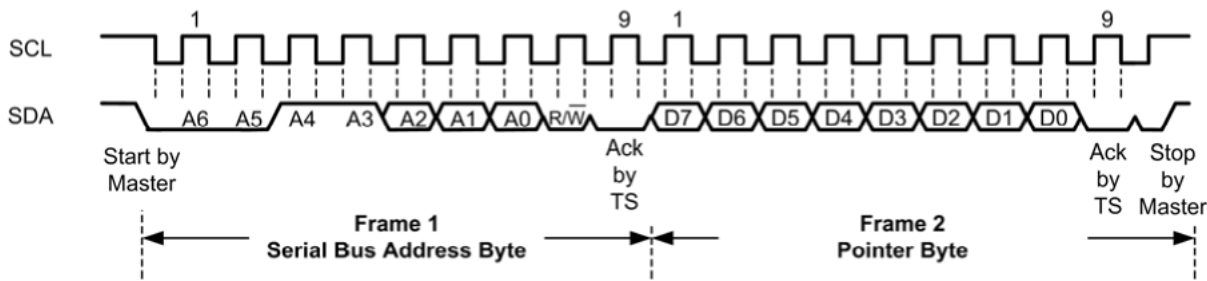 1 9 1 9
SCL
SDA A6 A5 A4 A3 A2 A1 A0 R/W̅ D7 D6 D5 D4 D3 D2 D1 D0
Start by
Master
Ack
by
TS
Ack
by
TS
Stop
by
Master
Frame 1
Serial Bus Address Byte
Frame 2
Pointer Byte